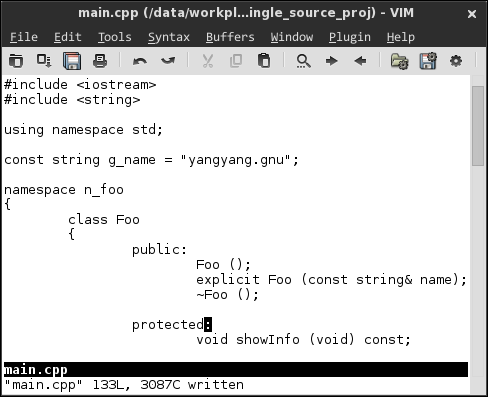 main.cpp (/data/workpl...ingle_source_proj) - VIM
File Edit Tools Syntax Buffers Window Project Plugin
#include <iostream>
#include <string>
using namespace std;
const string g_name = "yangyang.gnu";
namespace n_foo
{
class Foo
{
public:
Foo ();
explicit Foo (const string& name);
~Foo ();
protected:
void showInfo (void) const;
main.cpp
"main.cpp" 133L, 3087C written